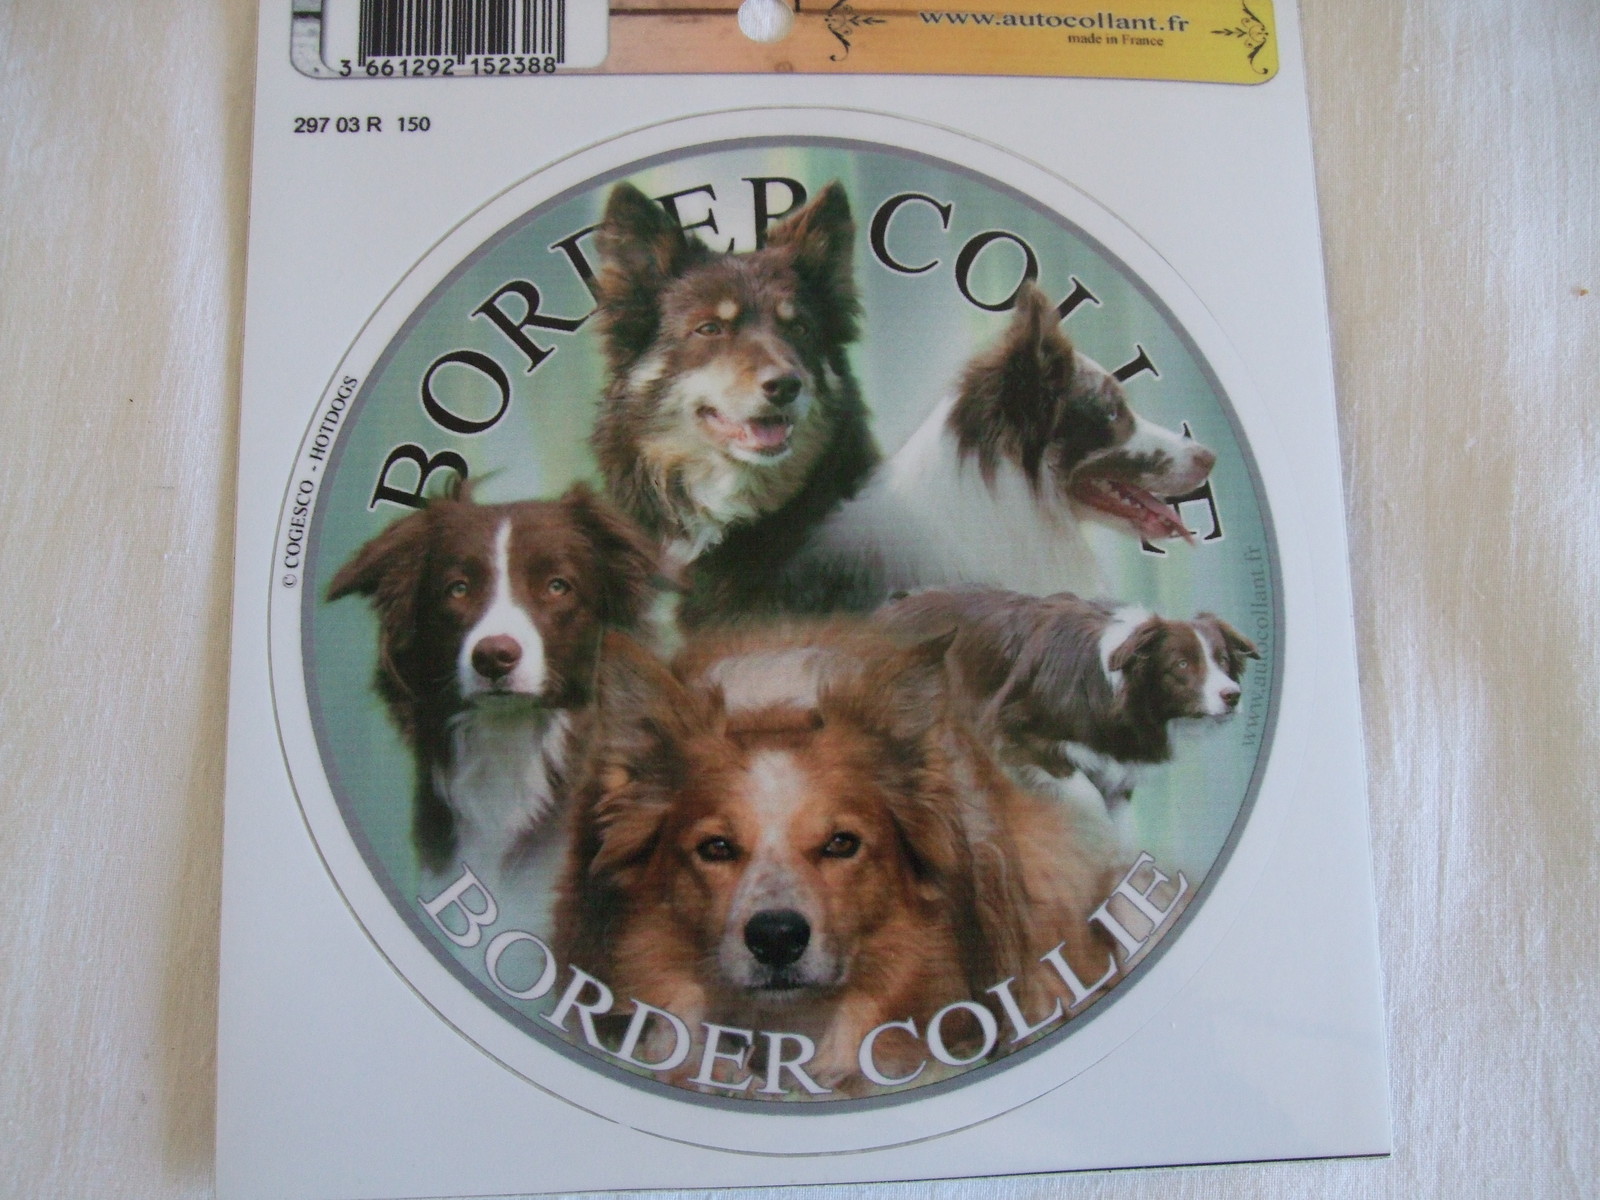 www.autocollant.fr
made in France
3 661292 152388
297 03 R 150
BORDER COLLIE
© COGESCO - HOTDOGS
www.autocollant.fr
BORDER COLLIE